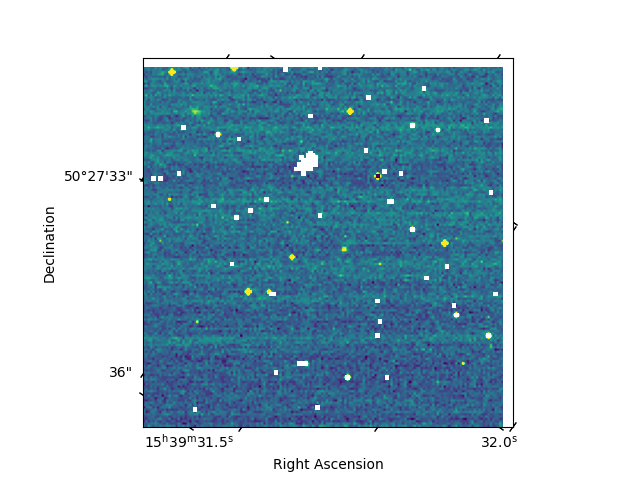 50°27'33"
Declination
36"
15ʰ39ᵐ31.5ˢ
32.0ˢ
Right Ascension